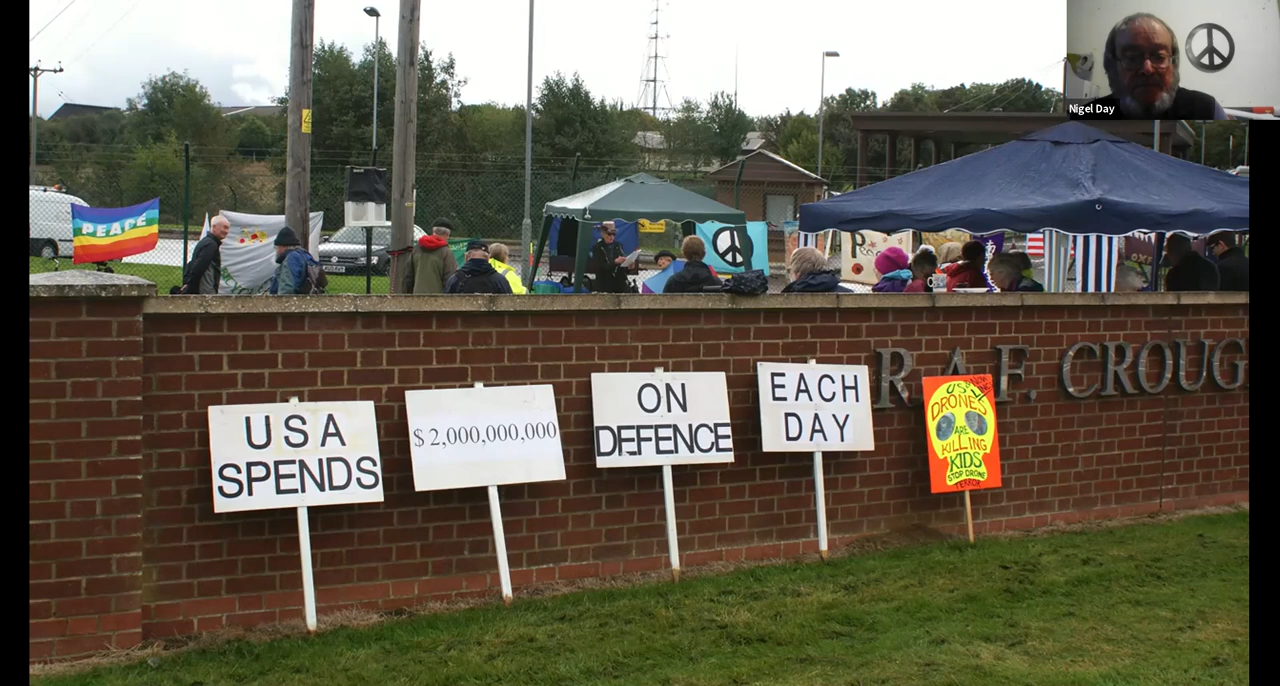 Nigel Day
PEACE
R.A.F. CROUG
USA
SPENDS
$2,000,000,000
ON
DEFENCE
EACH
DAY
US
DRONES
ARE
KILLING
KIDS
STOP DRONE
TERROR